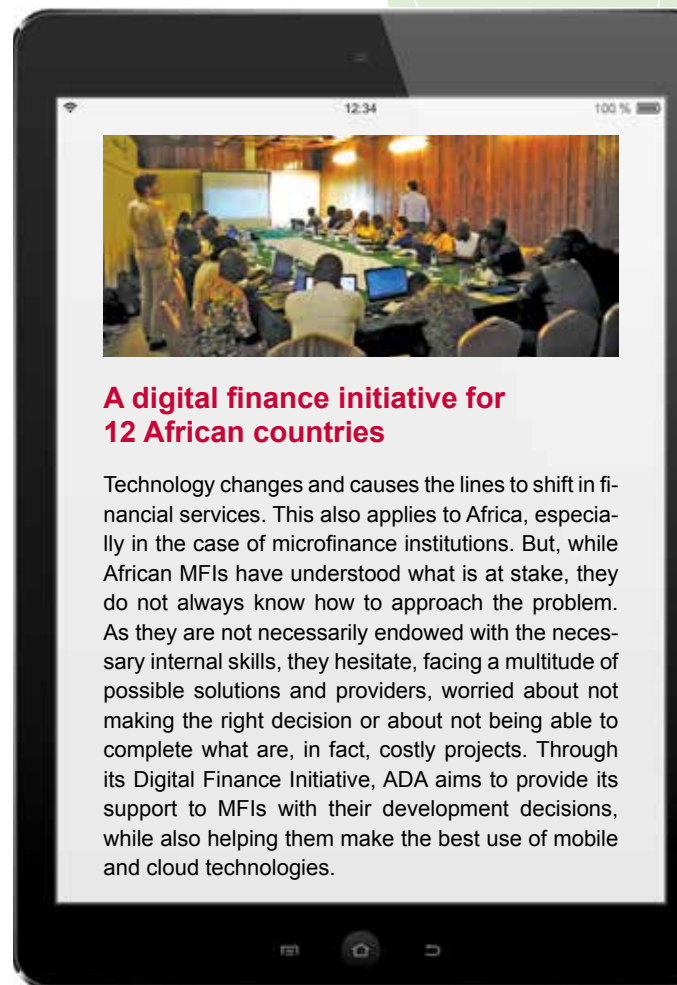 12:34
100 %
A digital finance initiative for
12 African countries
Technology changes and causes the lines to shift in fi-
nancial services. This also applies to Africa, especia-
lly in the case of microfinance institutions. But, while
African MFIs have understood what is at stake, they
do not always know how to approach the problem.
As they are not necessarily endowed with the neces-
sary internal skills, they hesitate, facing a multitude of
possible solutions and providers, worried about not
making the right decision or about not being able to
complete what are, in fact, costly projects. Through
its Digital Finance Initiative, ADA aims to provide its
support to MFIs with their development decisions,
while also helping them make the best use of mobile
and cloud technologies.